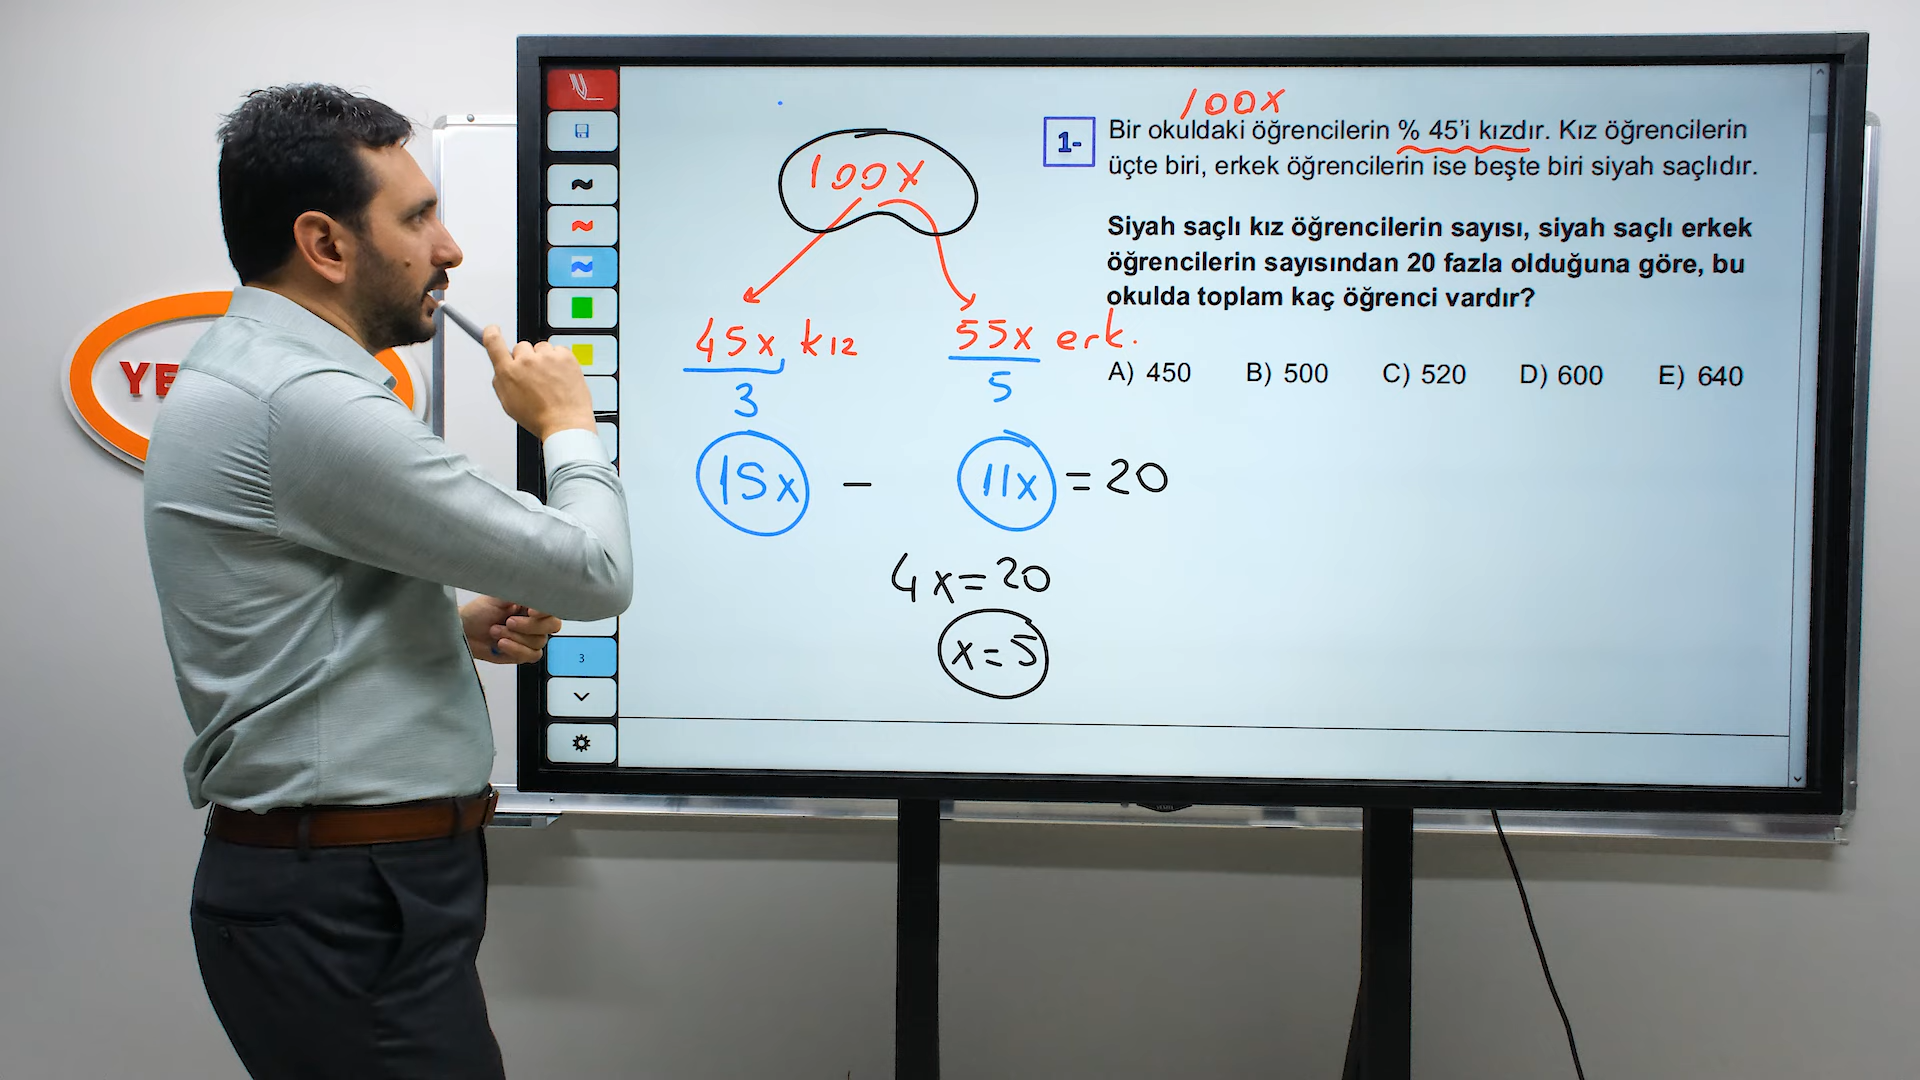 100x
1- Bir okuldaki öğrencilerin % 45'i kızdır. Kız öğrencilerin
üçte biri, erkek öğrencilerin ise beşte biri siyah saçlıdır.
Siyah saçlı kız öğrencilerin sayısı, siyah saçlı erkek
öğrencilerin sayısından 20 fazla olduğuna göre, bu
okulda toplam kaç öğrenci vardır?
A) 450 B) 500 C) 520 D) 600 E) 640
100x
45x kız 55x erk.
3 5
15x - 11x = 20
4x = 20
x = 5
3
YE